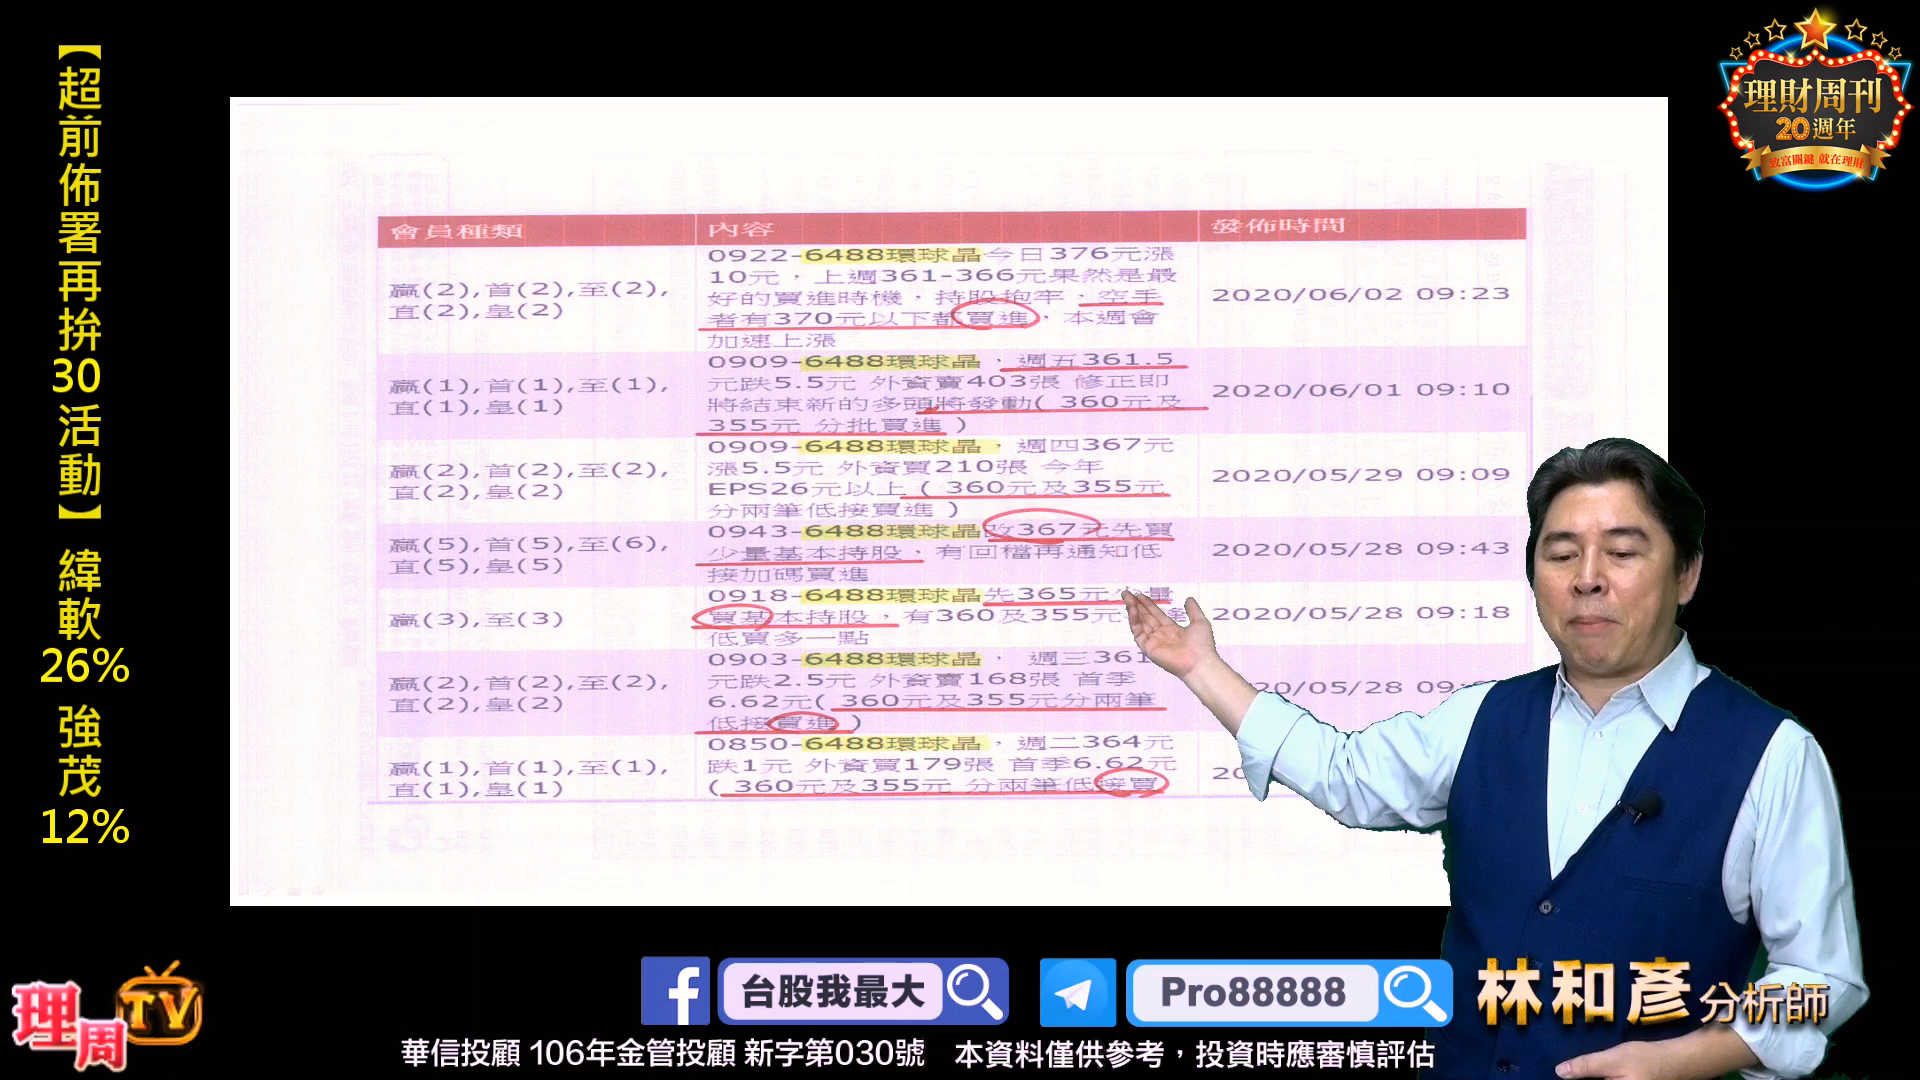 【超前佈署再拚30活動】 緯軟26% 強茂12%
理財周刊
20週年
致富關鍵 就在理財
會員種類 內容 發佈時間
贏(2),首(2),至(2),
直(2),皇(2)
0922-6488環球晶今日376元漲
10元，上週361-366元果然是最
好的買進時機，持股抱牢，空手
者有370元以下都買進，本週會
加速上漲
2020/06/02 09:23
贏(1),首(1),至(1),
直(1),皇(1)
0909-6488環球晶，週五361.5
元跌5.5元 外資賣403張 修正即
將結束新的多頭將發動( 360元及
355元 分批買進 )
2020/06/01 09:10
贏(2),首(2),至(2),
直(2),皇(2)
0909-6488環球晶，週四367元
漲5.5元 外資買210張 今年
EPS26元以上 ( 360元及355元
分兩筆低接買進 )
2020/05/29 09:09
贏(5),首(5),至(6),
直(5),皇(5)
0943-6488環球晶改367元先買
少量基本持股，有回檔再通知低
接加碼買進
2020/05/28 09:43
贏(3),至(3)
0918-6488環球晶先365元少量
買基本持股，有360及355元
低買多一點
2020/05/28 09:18
贏(2),首(2),至(2),
直(2),皇(2)
0903-6488環球晶， 週三361
元跌2.5元 外資賣168張 首季
6.62元( 360元及355元分兩筆
低接買進 )
20/05/28 09
贏(1),首(1),至(1),
直(1),皇(1)
0850-6488環球晶，週二364元
跌1元 外資買179張 首季6.62元
( 360元及355元 分兩筆低接買
20
理周TV
台股我最大
Pro88888
林和彥 分析師
華信投顧 106年金管投顧 新字第030號 本資料僅供參考，投資時應審慎評估